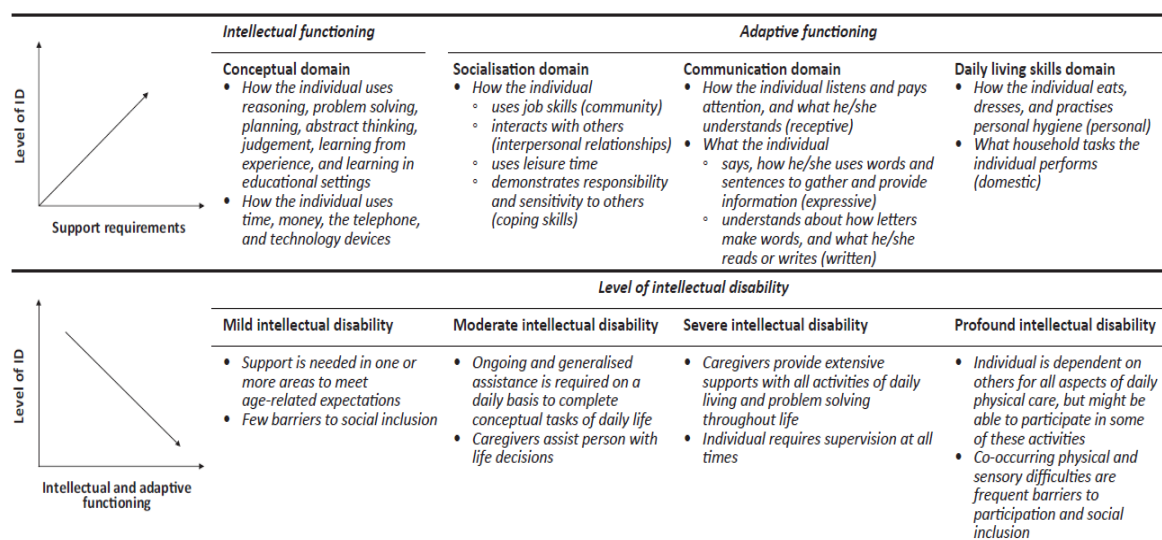 Intellectual functioning
Adaptive functioning
Level of ID
Support requirements
Conceptual domain
• How the individual uses
reasoning, problem solving,
planning, abstract thinking,
judgement, learning from
experience, and learning in
educational settings
• How the individual uses
time, money, the telephone,
and technology devices
Socialisation domain
• How the individual
◦ uses job skills (community)
◦ interacts with others
(interpersonal relationships)
◦ uses leisure time
◦ demonstrates responsibility
and sensitivity to others
(coping skills)
Communication domain
• How the individual listens and pays
attention, and what he/she
understands (receptive)
• What the individual
◦ says, how he/she uses words and
sentences to gather and provide
information (expressive)
◦ understands about how letters
make words, and what he/she
reads or writes (written)
Daily living skills domain
• How the individual eats,
dresses, and practises
personal hygiene (personal)
• What household tasks the
individual performs
(domestic)
Level of intellectual disability
Level of ID
Intellectual and adaptive
functioning
Mild intellectual disability
• Support is needed in one or
more areas to meet
age-related expectations
• Few barriers to social inclusion
Moderate intellectual disability
• Ongoing and generalised
assistance is required on a
daily basis to complete
conceptual tasks of daily life
• Caregivers assist person with
life decisions
Severe intellectual disability
• Caregivers provide extensive
supports with all activities of daily
living and problem solving
throughout life
• Individual requires supervision at all
times
Profound intellectual disability
• Individual is dependent on
others for all aspects of daily
physical care, but might be
able to participate in some
of these activities
• Co-occurring physical and
sensory difficulties are
frequent barriers to
participation and social
inclusion